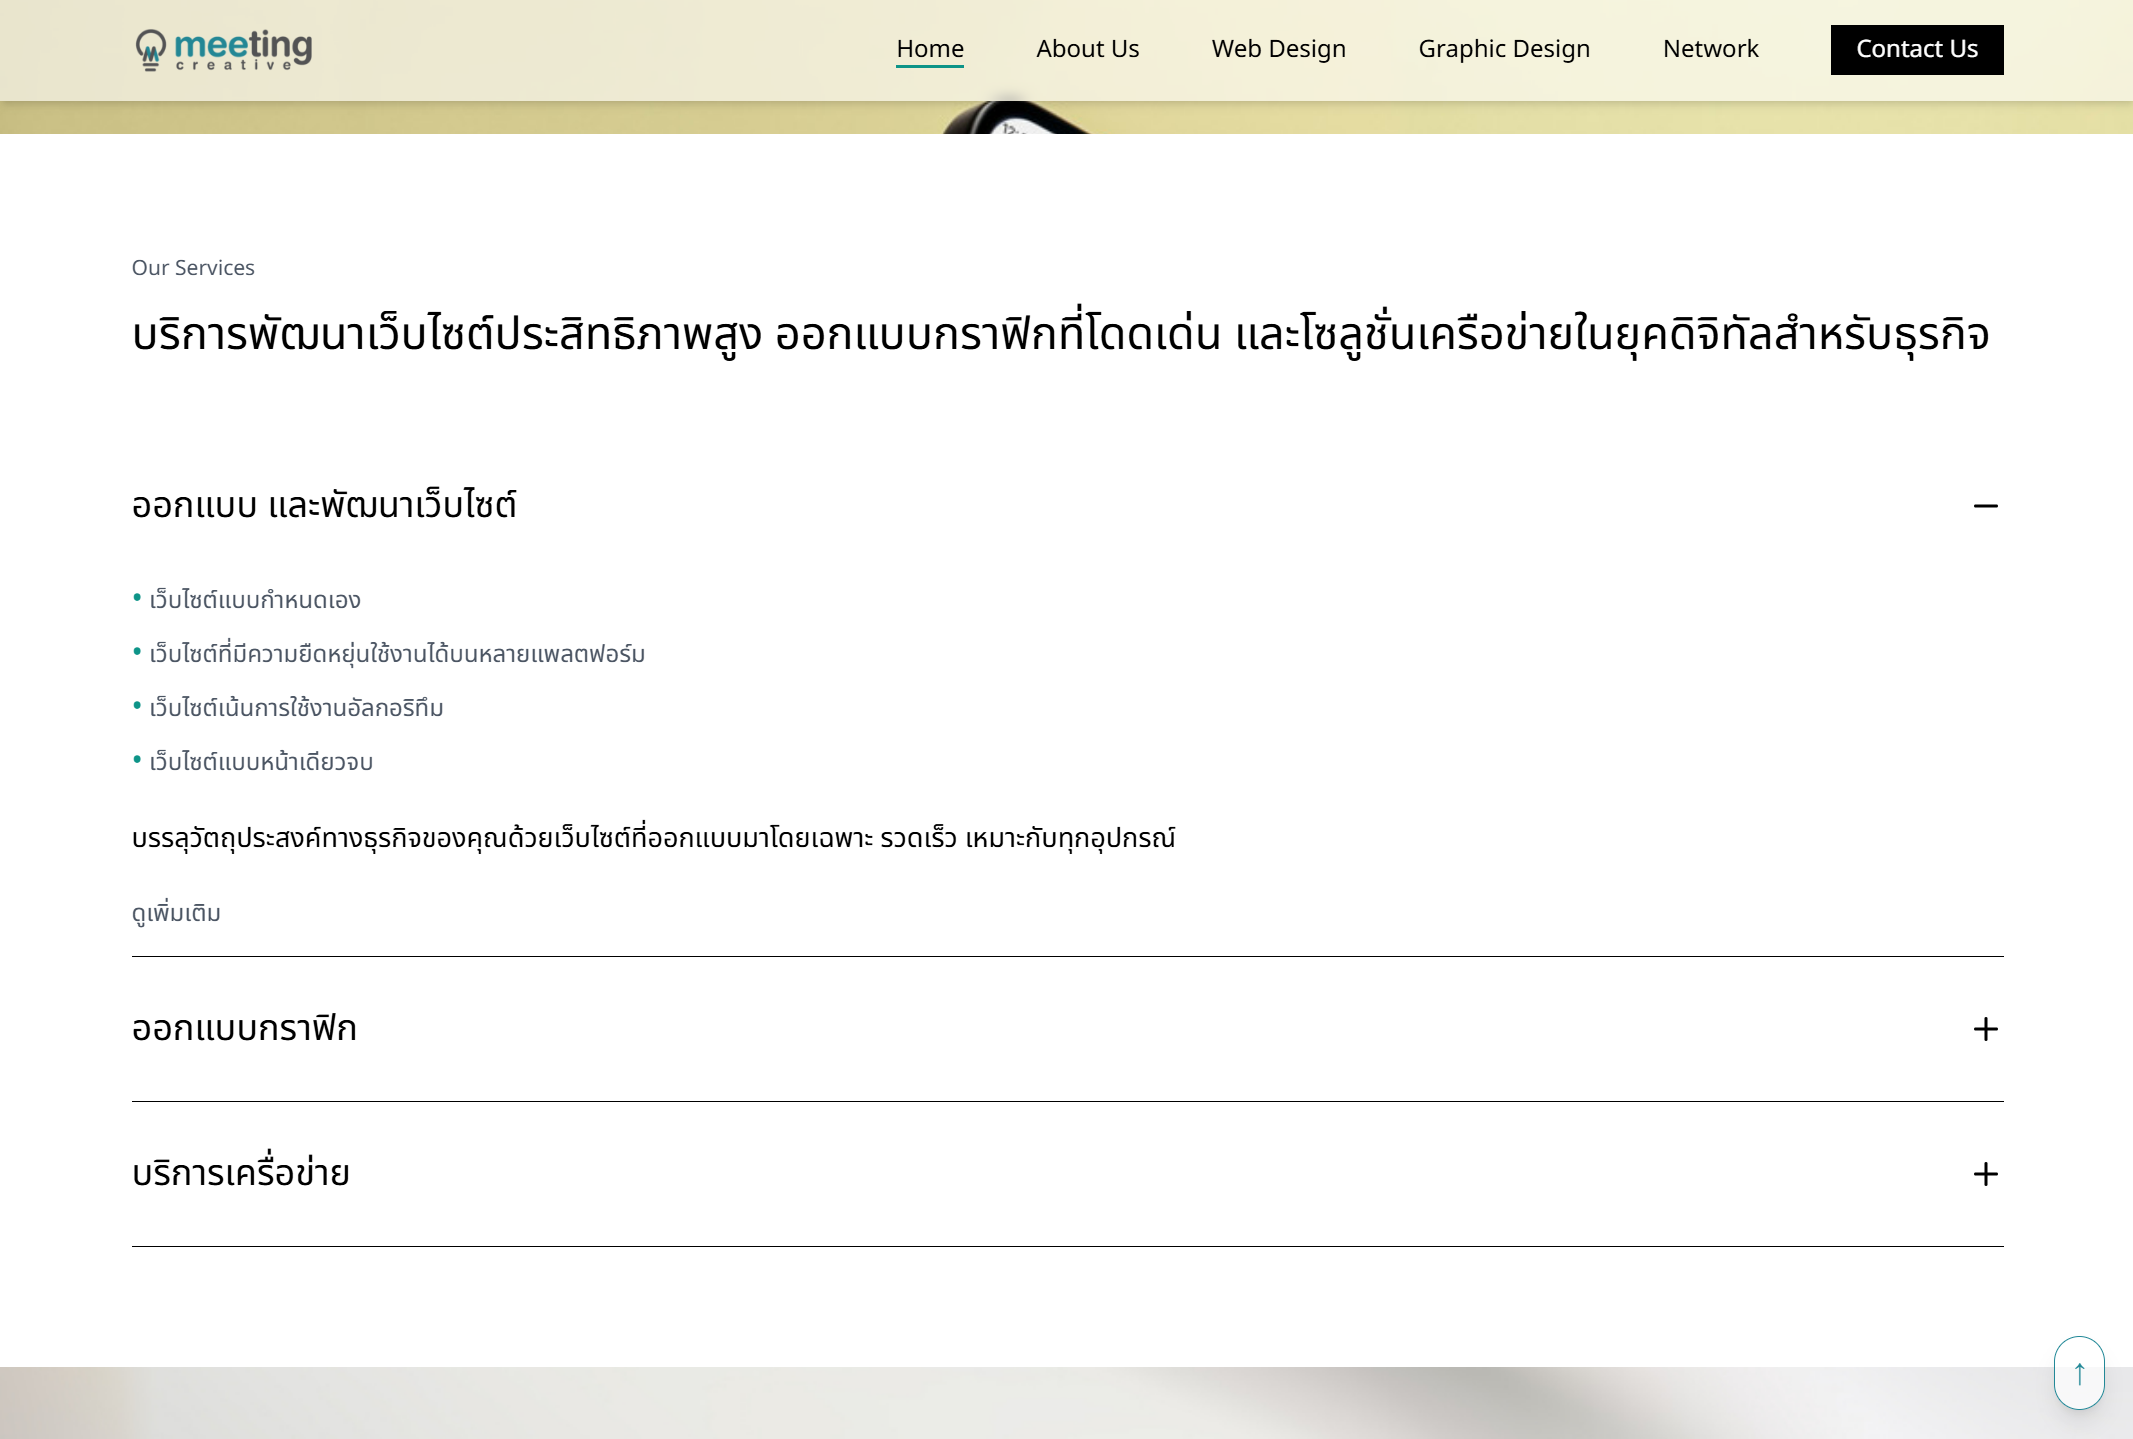 meeting
creative
Home
About Us
Web Design
Graphic Design
Network
Contact Us
Our Services
บริการพัฒนาเว็บไซต์ประสิทธิภาพสูง ออกแบบกราฟิกที่โดดเด่น และโซลูชั่นเครือข่ายในยุคดิจิทัลสำหรับธุรกิจ
ออกแบบ และพัฒนาเว็บไซต์
• เว็บไซต์แบบกำหนดเอง
• เว็บไซต์ที่มีความยืดหยุ่นใช้งานได้บนหลายแพลตฟอร์ม
• เว็บไซต์เน้นการใช้งานอัลกอริทึม
• เว็บไซต์แบบหน้าเดียวจบ
บรรลุวัตถุประสงค์ทางธุรกิจของคุณด้วยเว็บไซต์ที่ออกแบบมาโดยเฉพาะ รวดเร็ว เหมาะกับทุกอุปกรณ์
ดูเพิ่มเติม
ออกแบบกราฟิก
บริการเครื่อข่าย